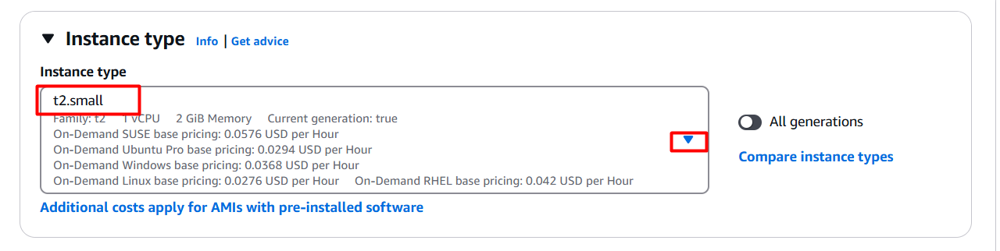 Instance type Info | Get advice
Instance type
t2.small
Family: t2 1 vCPU 2 GiB Memory Current generation: true
On-Demand SUSE base pricing: 0.0576 USD per Hour
On-Demand Ubuntu Pro base pricing: 0.0294 USD per Hour
On-Demand Windows base pricing: 0.0368 USD per Hour
On-Demand Linux base pricing: 0.0276 USD per Hour On-Demand RHEL base pricing: 0.042 USD per Hour
All generations
Compare instance types
Additional costs apply for AMIs with pre-installed software